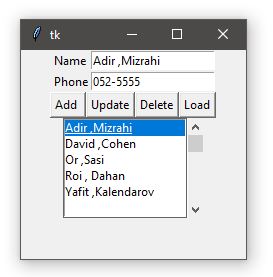 tk
Name Adir ,Mizrahi
Phone 052-5555
Add Update Delete Load
Adir ,Mizrahi
David ,Cohen
Or ,Sasi
Roi , Dahan
Yafit ,Kalendarov